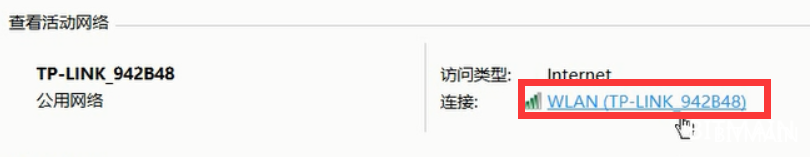 查看活动网络
TP-LINK_942B48
公用网络
访问类型: Internet
连接: WLAN (TP-LINK_942B48)